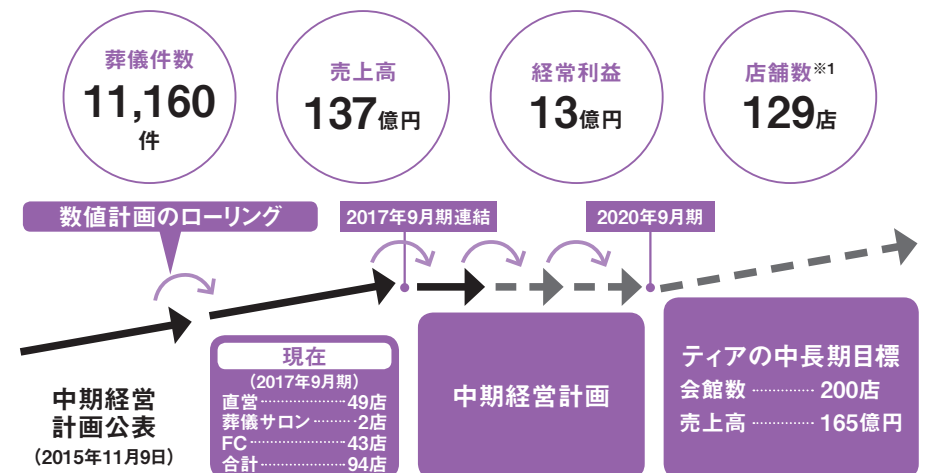 葬儀件数
11,160
件
売上高
137億円
経常利益
13億円
店舗数※1
129店
数値計画のローリング
2017年9月期連結
2020年9月期
中期経営
計画公表
(2015年11月9日)
現在
(2017年9月期)
直営…………49店
葬儀サロン………2店
FC…………43店
合計…………94店
中期経営計画
ティアの中長期目標
会館数…………200店
売上高…………165億円